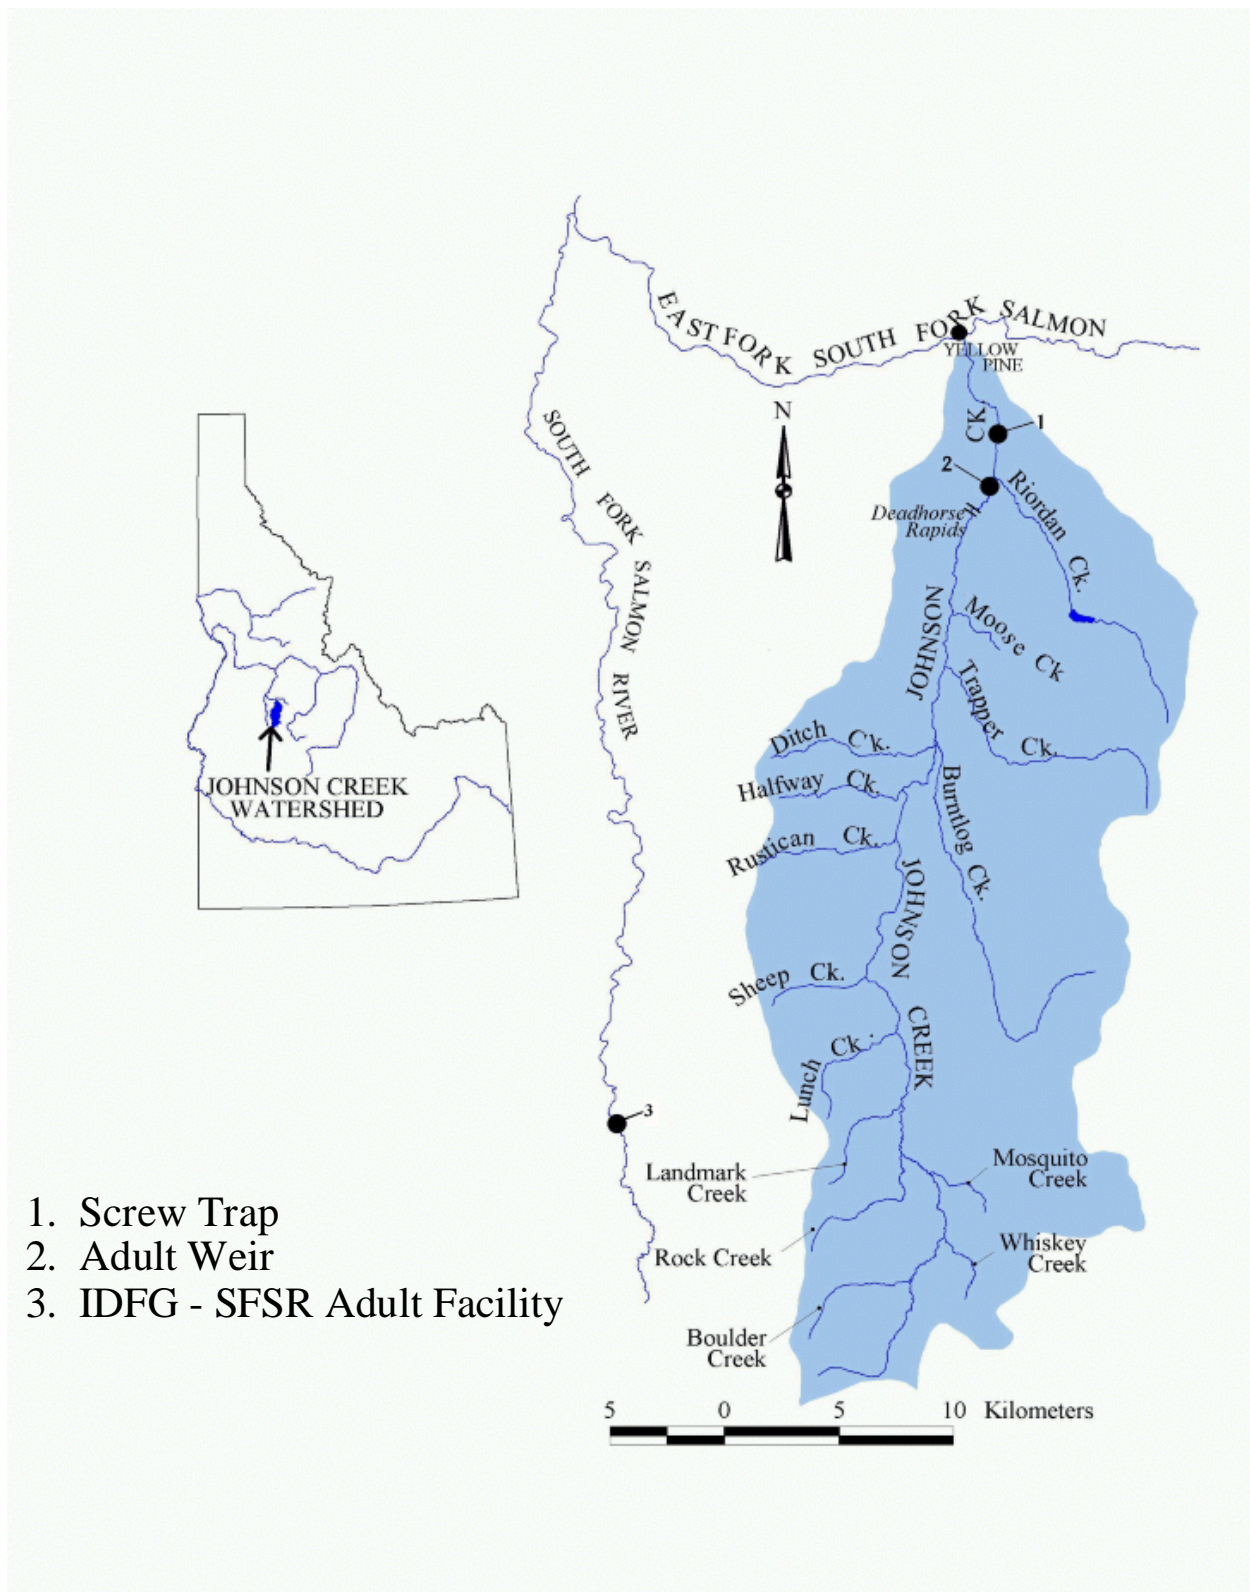 EAST FORK SOUTH FORK SALMON
YELLOW
PINE
N
CK
1
2
Deadhorse
Rapids
Riordan Ck.
SOUTH FORK SALMON RIVER
JOHNSON
Moose Ck
Trapper Ck.
Ditch Ck.
Halfway Ck.
Burntlog Ck.
Rustican Ck.
JOHNSON CREEK
WATERSHED
JOHNSON CREEK
Sheep Ck.
Lunch Ck.
3
Landmark
Creek
Mosquito
Creek
Rock Creek
Whiskey
Creek
Boulder
Creek
1. Screw Trap
2. Adult Weir
3. IDFG - SFSR Adult Facility
5 0 5 10 Kilometers